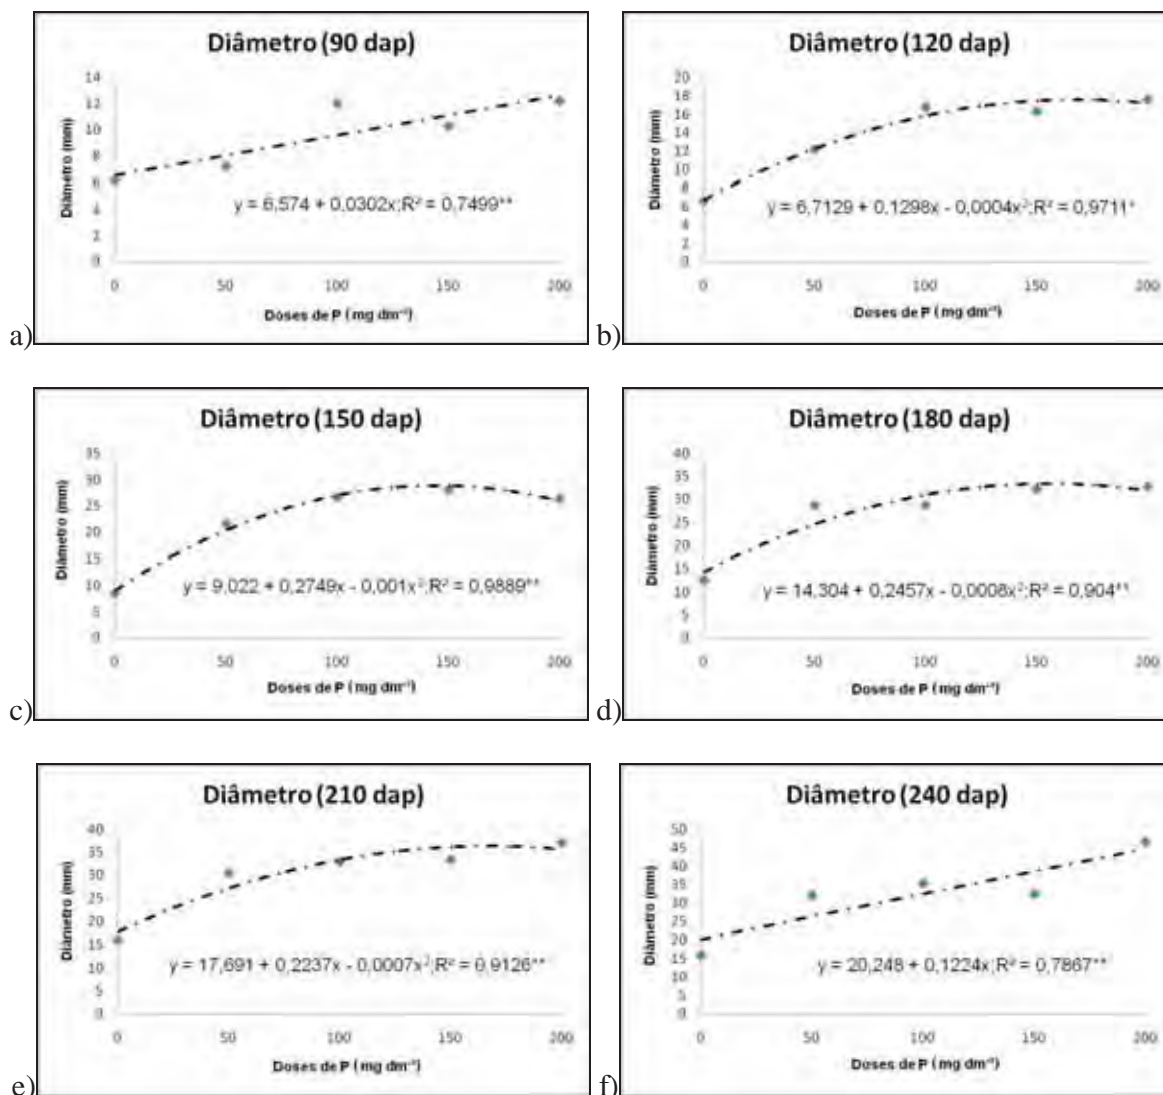 Diâmetro (90 dap)
Diâmetro (mm)
14
12
10
8
6
4
2
0
y = 6,574 + 0,0302x;R² = 0,7499**
0 50 100 150 200
Doses de P (mg dm⁻³)
a)
Diâmetro (120 dap)
Diâmetro (mm)
20
18
16
14
12
10
8
6
4
2
0
y = 6,7129 + 0,1298x - 0,0004x²;R² = 0,9711*
0 50 100 150 200
Doses de P (mg dm⁻³)
b)
Diâmetro (150 dap)
Diâmetro (mm)
35
30
25
20
15
10
5
0
y = 9,022 + 0,2749x - 0,001x²;R² = 0,9889**
0 50 100 150 200
Doses de P (mg dm⁻³)
c)
Diâmetro (180 dap)
Diâmetro (mm)
40
35
30
25
20
15
10
5
0
y = 14,304 + 0,2457x - 0,0008x²;R² = 0,904**
0 50 100 150 200
Doses de P (mg dm⁻³)
d)
Diâmetro (210 dap)
Diâmetro (mm)
40
35
30
25
20
15
10
5
0
y = 17,691 + 0,2237x - 0,0007x²;R² = 0,9126**
0 50 100 150 200
Doses de P (mg dm⁻³)
e)
Diâmetro (240 dap)
Diâmetro (mm)
50
45
40
35
30
25
20
15
10
5
0
y = 20,248 + 0,1224x;R² = 0,7867**
0 50 100 150 200
Doses de P (mg dm⁻³)
f)